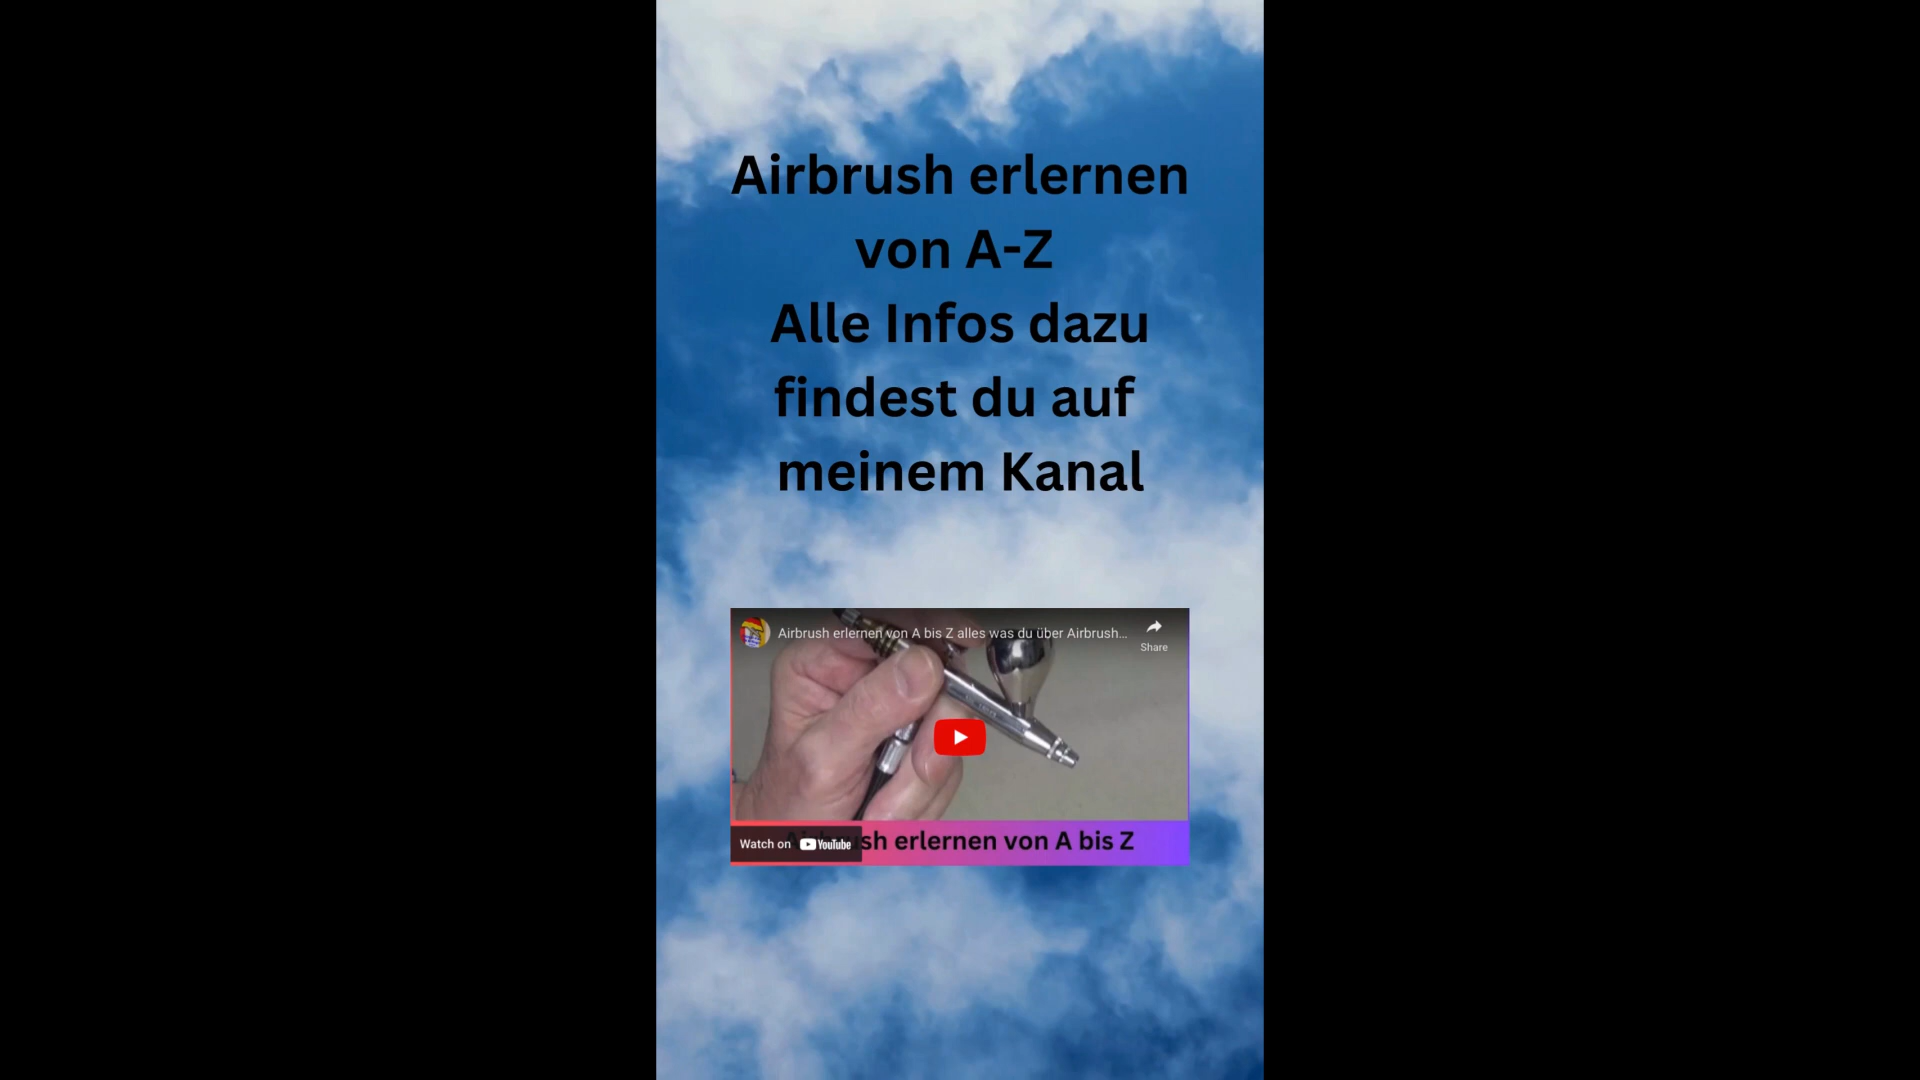 Airbrush erlernen
von A-Z
Alle Infos dazu
findest du auf
meinem Kanal
Airbrush erlernen von A bis Z alles was du über Airbrush...
Share
Watch on YouTube
Airbrush erlernen von A bis Z